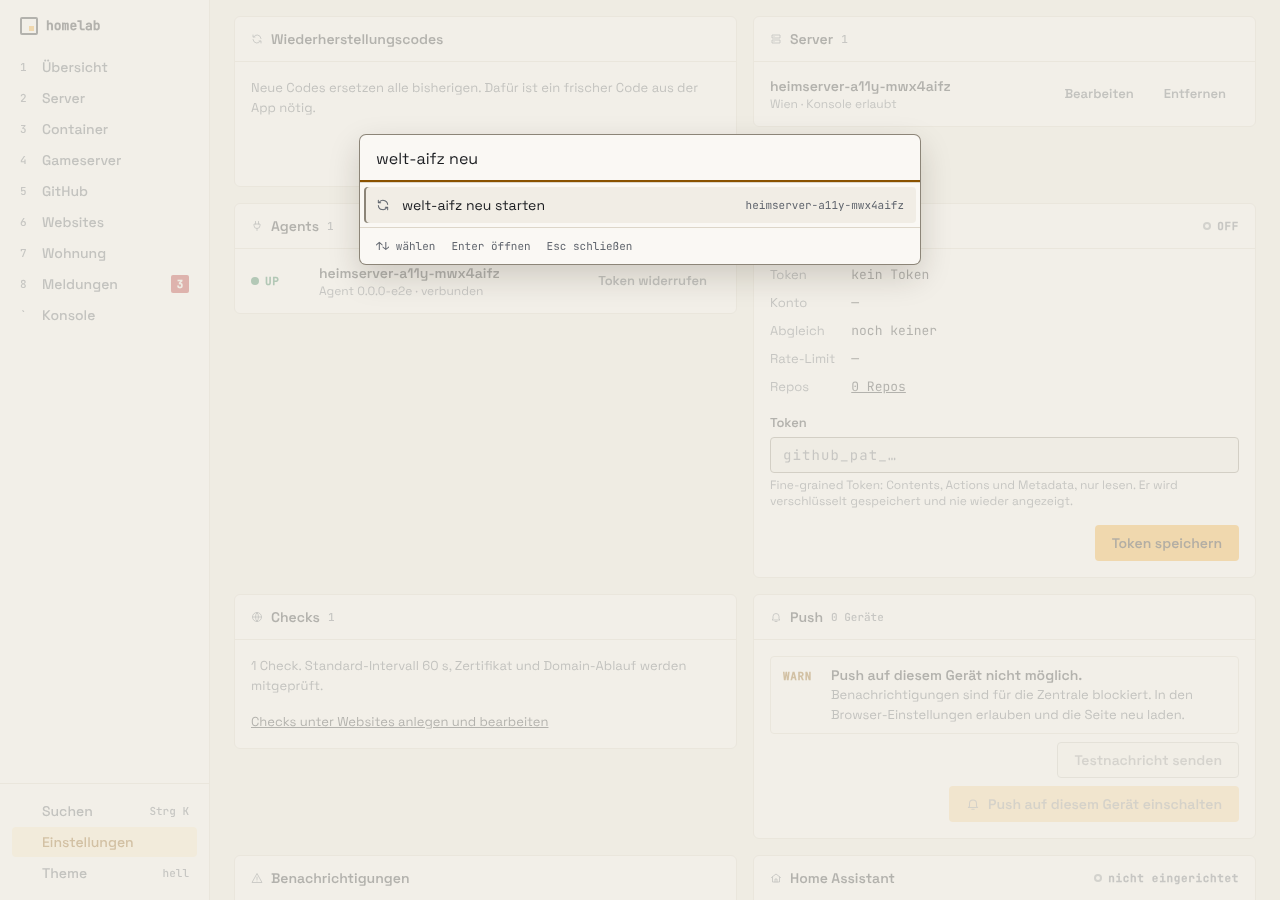 homelab
1 Übersicht
2 Server
3 Container
4 Gameserver
5 GitHub
6 Websites
7 Wohnung
8 Meldungen 3
` Konsole
Suchen Strg K
Einstellungen
Theme hell
Wiederherstellungscodes
Neue Codes ersetzen alle bisherigen. Dafür ist ein frischer Code aus der
App nötig.
Server 1
heimserver-a11y-mwx4aifz
Wien · Konsole erlaubt
Bearbeiten Entfernen
welt-aifz neu
welt-aifz neu starten heimserver-a11y-mwx4aifz
↑↓ wählen Enter öffnen Esc schließen
Agents 1
UP heimserver-a11y-mwx4aifz
Agent 0.0.0-e2e · verbunden
Token widerrufen
OFF
Token kein Token
Konto —
Abgleich noch keiner
Rate-Limit —
Repos 0 Repos
Token
github_pat_…
Fine-grained Token: Contents, Actions und Metadata, nur lesen. Er wird
verschlüsselt gespeichert und nie wieder angezeigt.
Token speichern
Checks 1
1 Check. Standard-Intervall 60 s, Zertifikat und Domain-Ablauf werden
mitgeprüft.
Checks unter Websites anlegen und bearbeiten
Push 0 Geräte
WARN Push auf diesem Gerät nicht möglich.
Benachrichtigungen sind für die Zentrale blockiert. In den
Browser-Einstellungen erlauben und die Seite neu laden.
Testnachricht senden
Push auf diesem Gerät einschalten
Benachrichtigungen
Home Assistant nicht eingerichtet